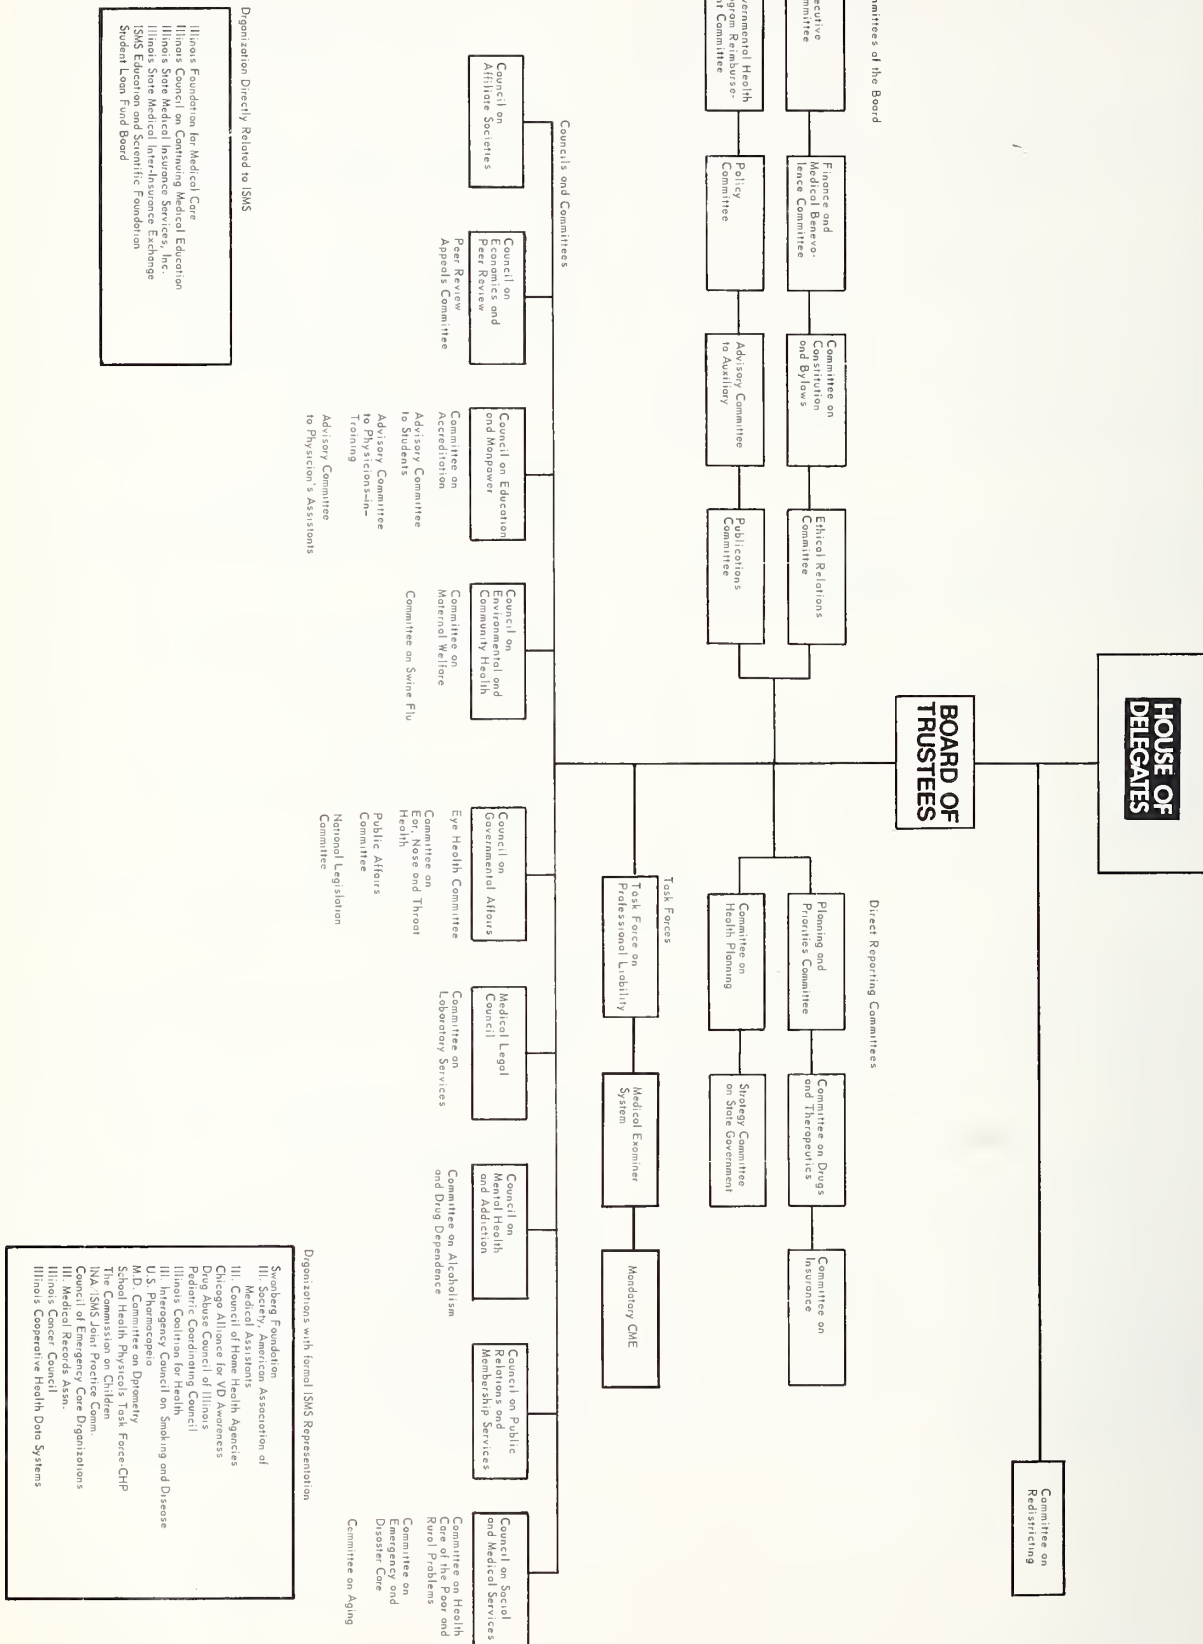 HOUSE OF
DELEGATES
Committee on
Redistricting
BOARD OF
TRUSTEES
mmittees of the Board
ecutive
mmittee
Finance and
Medical Benevo-
lence Committee
Committee on
Constitution
and Bylaws
Ethical Relations
Committee
vernmental Health
ogram Reimburse-
nt Committee
Policy
Committee
Advisory Committee
to Auxiliary
Publications
Committee
Direct Reporting Committees
Planning and
Priorities Committee
Committee on Drugs
and Therapeutics
Committee on
Insurance
Committee on
Health Planning
Strategy Committee
on State Government
Task Forces
Task Force on
Professional Liability
Medical Examiner
System
Mandatary CME
Councils and Committees
Council on
Affiliate Societies
Council on
Economics and
Peer Review
Peer Review
Appeals Committee
Council on Education
and Manpower
Committee on
Accreditation
Advisory Committee
to Students
Advisory Committee
to Physicians-in-
Training
Advisory Committee
to Physician's Assistants
Council on
Environmental and
Community Health
Committee on
Maternal Welfare
Committee on Swine Flu
Council on
Governmental Affairs
Eye Health Committee
Committee on
Ear, Nose and Throat
Health
Public Affairs
Committee
National Legislation
Committee
Medical Legal
Council
Committee on
Laboratory Services
Council on
Mental Health
and Addiction
Committee on Alcoholism
and Drug Dependence
Council on Public
Relations and
Membership Services
Council on Social
and Medical Services
Committee on Health
Care of the Poor and
Rural Problems
Committee on
Emergency and
Disaster Care
Committee on Aging
Organization Directly Related to ISMS
Illinois Foundation for Medical Care
Illinois Council on Continuing Medical Education
Illinois State Medical Insurance Services, Inc.
Illinois State Medical Inter-Insurance Exchange
ISMS Education and Scientific Foundation
Student Loan Fund Board
Organizations with formal ISMS Representation
Swanberg Foundation
Ill. Society, American Association of
Medical Assistants
Ill. Council of Home Health Agencies
Chicago Alliance for VD Awareness
Drug Abuse Council of Illinois
Pediatric Coordinating Council
Illinois Coalition for Health
Ill. Interagency Council on Smoking and Disease
U.S. Pharmacopeia
M.D. Committee on Optometry
School Health Physicals Task Force-CHP
The Commission on Children
INA/ISMS Joint Practice Comm.
Council of Emergency Care Organizations
Ill. Medical Records Assn.
Illinois Cancer Council
Illinois Cooperative Health Data Systems